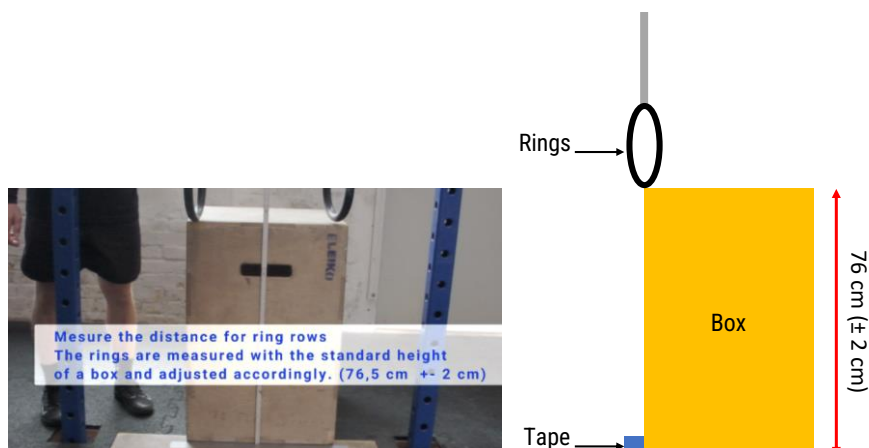 Rings
ELEIKO
Mesure the distance for ring rows
The rings are measured with the standard height
of a box and adjusted accordingly. (76,5 cm +- 2 cm)
Box
76 cm (± 2 cm)
Tape